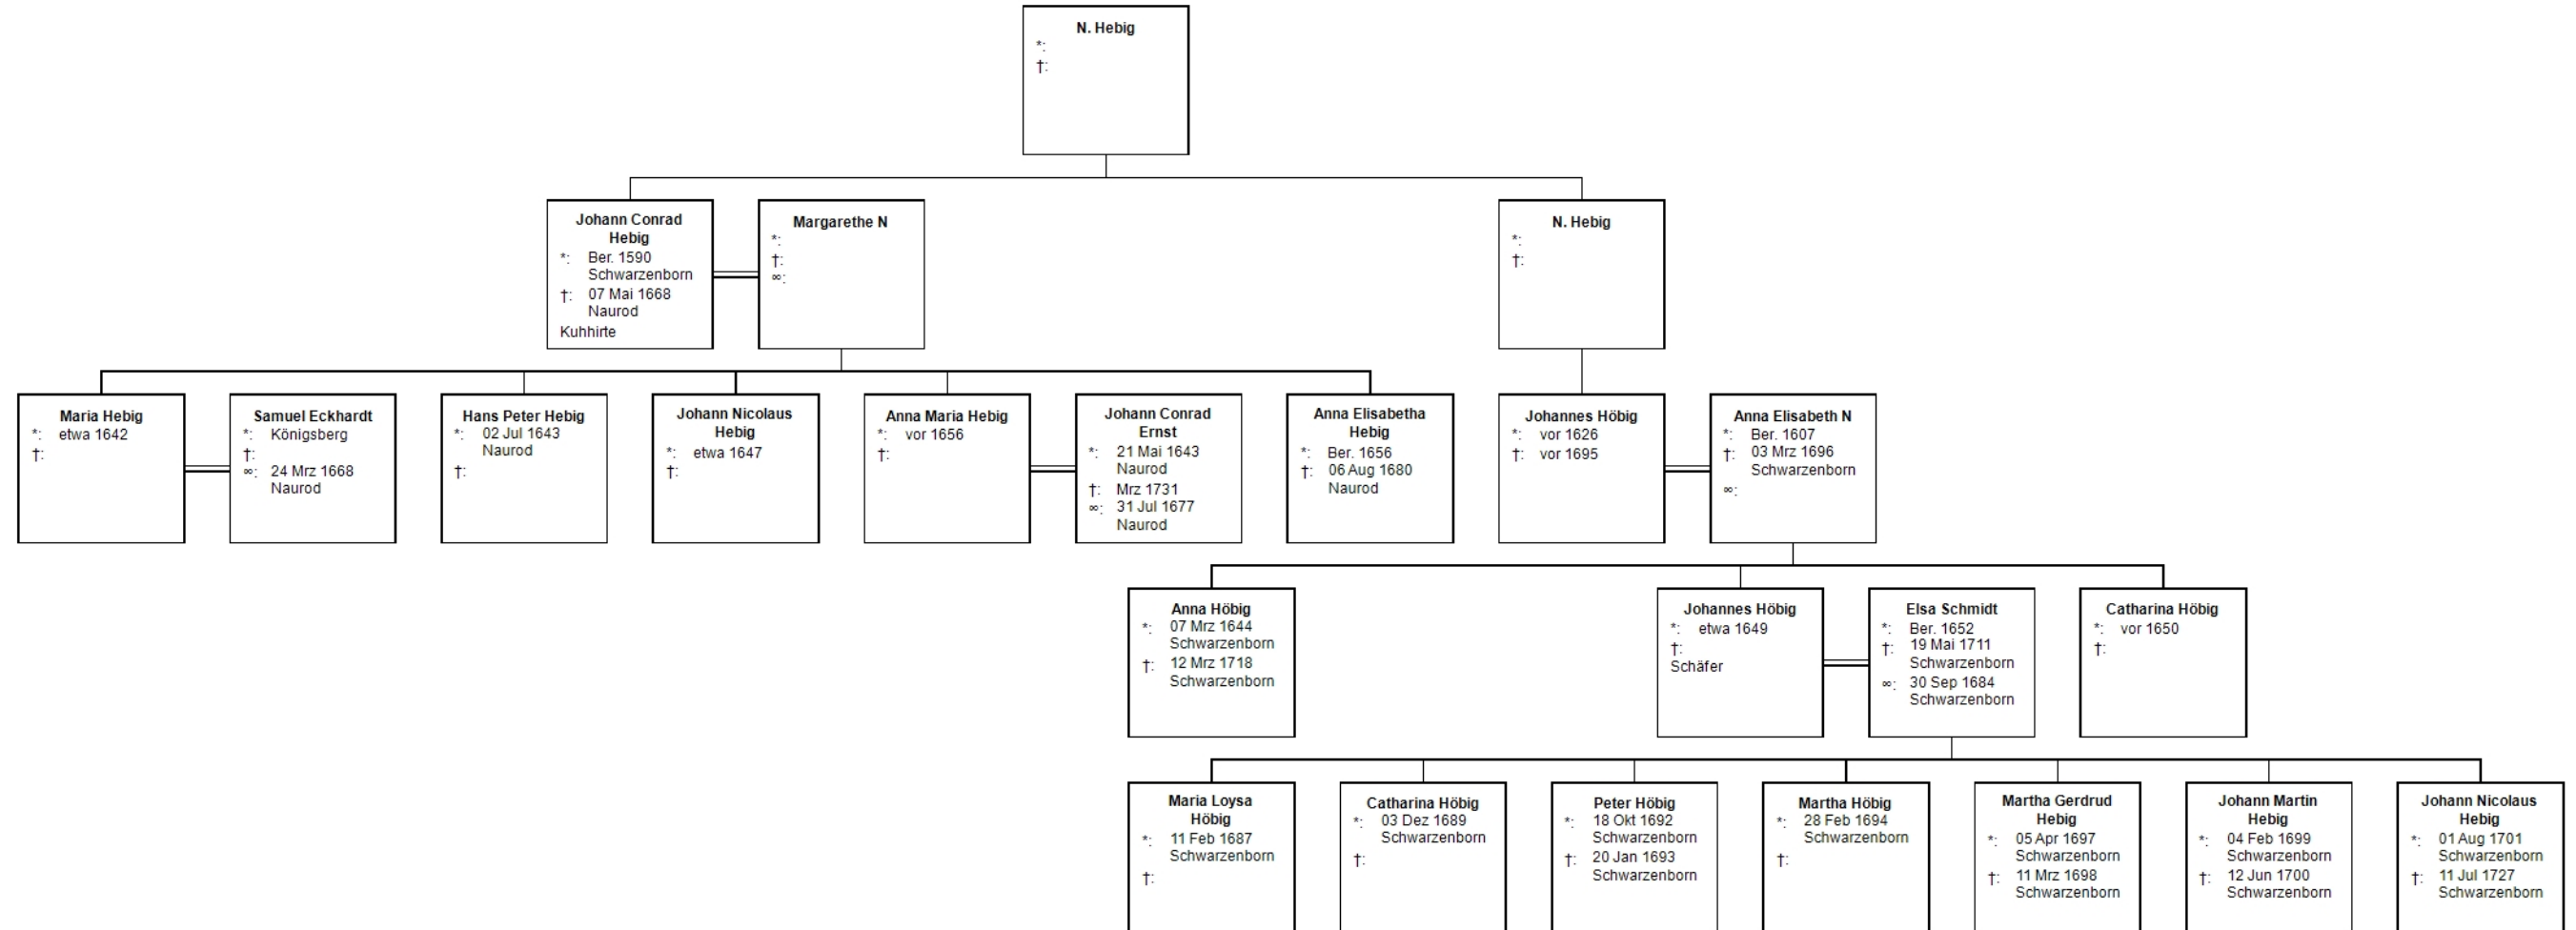 N. Hebig
*:
†:
Johann Conrad
Hebig
*: Ber. 1590
Schwarzenborn
†: 07 Mai 1668
Naurod
Kuhhirte
Margarethe N
*:
†:
∞:
N. Hebig
*:
†:
Maria Hebig
*: etwa 1642
†:
Samuel Eckhardt
*: Königsberg
†:
∞: 24 Mrz 1668
Naurod
Hans Peter Hebig
*: 02 Jul 1643
Naurod
†:
Johann Nicolaus
Hebig
*: etwa 1647
†:
Anna Maria Hebig
*: vor 1656
†:
Johann Conrad
Ernst
*: 21 Mai 1643
Naurod
†: Mrz 1731
∞: 31 Jul 1677
Naurod
Anna Elisabetha
Hebig
*: Ber. 1656
†: 06 Aug 1680
Naurod
Johannes Höbig
*: vor 1626
†: vor 1695
Anna Elisabeth N
*: Ber. 1607
†: 03 Mrz 1696
Schwarzenborn
∞:
Anna Höbig
*: 07 Mrz 1644
Schwarzenborn
†: 12 Mrz 1718
Schwarzenborn
Johannes Höbig
*: etwa 1649
†:
Schäfer
Elsa Schmidt
*: Ber. 1652
†: 19 Mai 1711
Schwarzenborn
∞: 30 Sep 1684
Schwarzenborn
Catharina Höbig
*: vor 1650
†:
Maria Loysa
Höbig
*: 11 Feb 1687
Schwarzenborn
†:
Catharina Höbig
*: 03 Dez 1689
Schwarzenborn
†:
Peter Höbig
*: 18 Okt 1692
Schwarzenborn
†: 20 Jan 1693
Schwarzenborn
Martha Höbig
*: 28 Feb 1694
Schwarzenborn
†:
Martha Gerdrud
Hebig
*: 05 Apr 1697
Schwarzenborn
†: 11 Mrz 1698
Schwarzenborn
Johann Martin
Hebig
*: 04 Feb 1699
Schwarzenborn
†: 12 Jun 1700
Schwarzenborn
Johann Nicolaus
Hebig
*: 01 Aug 1701
Schwarzenborn
†: 11 Jul 1727
Schwarzenborn